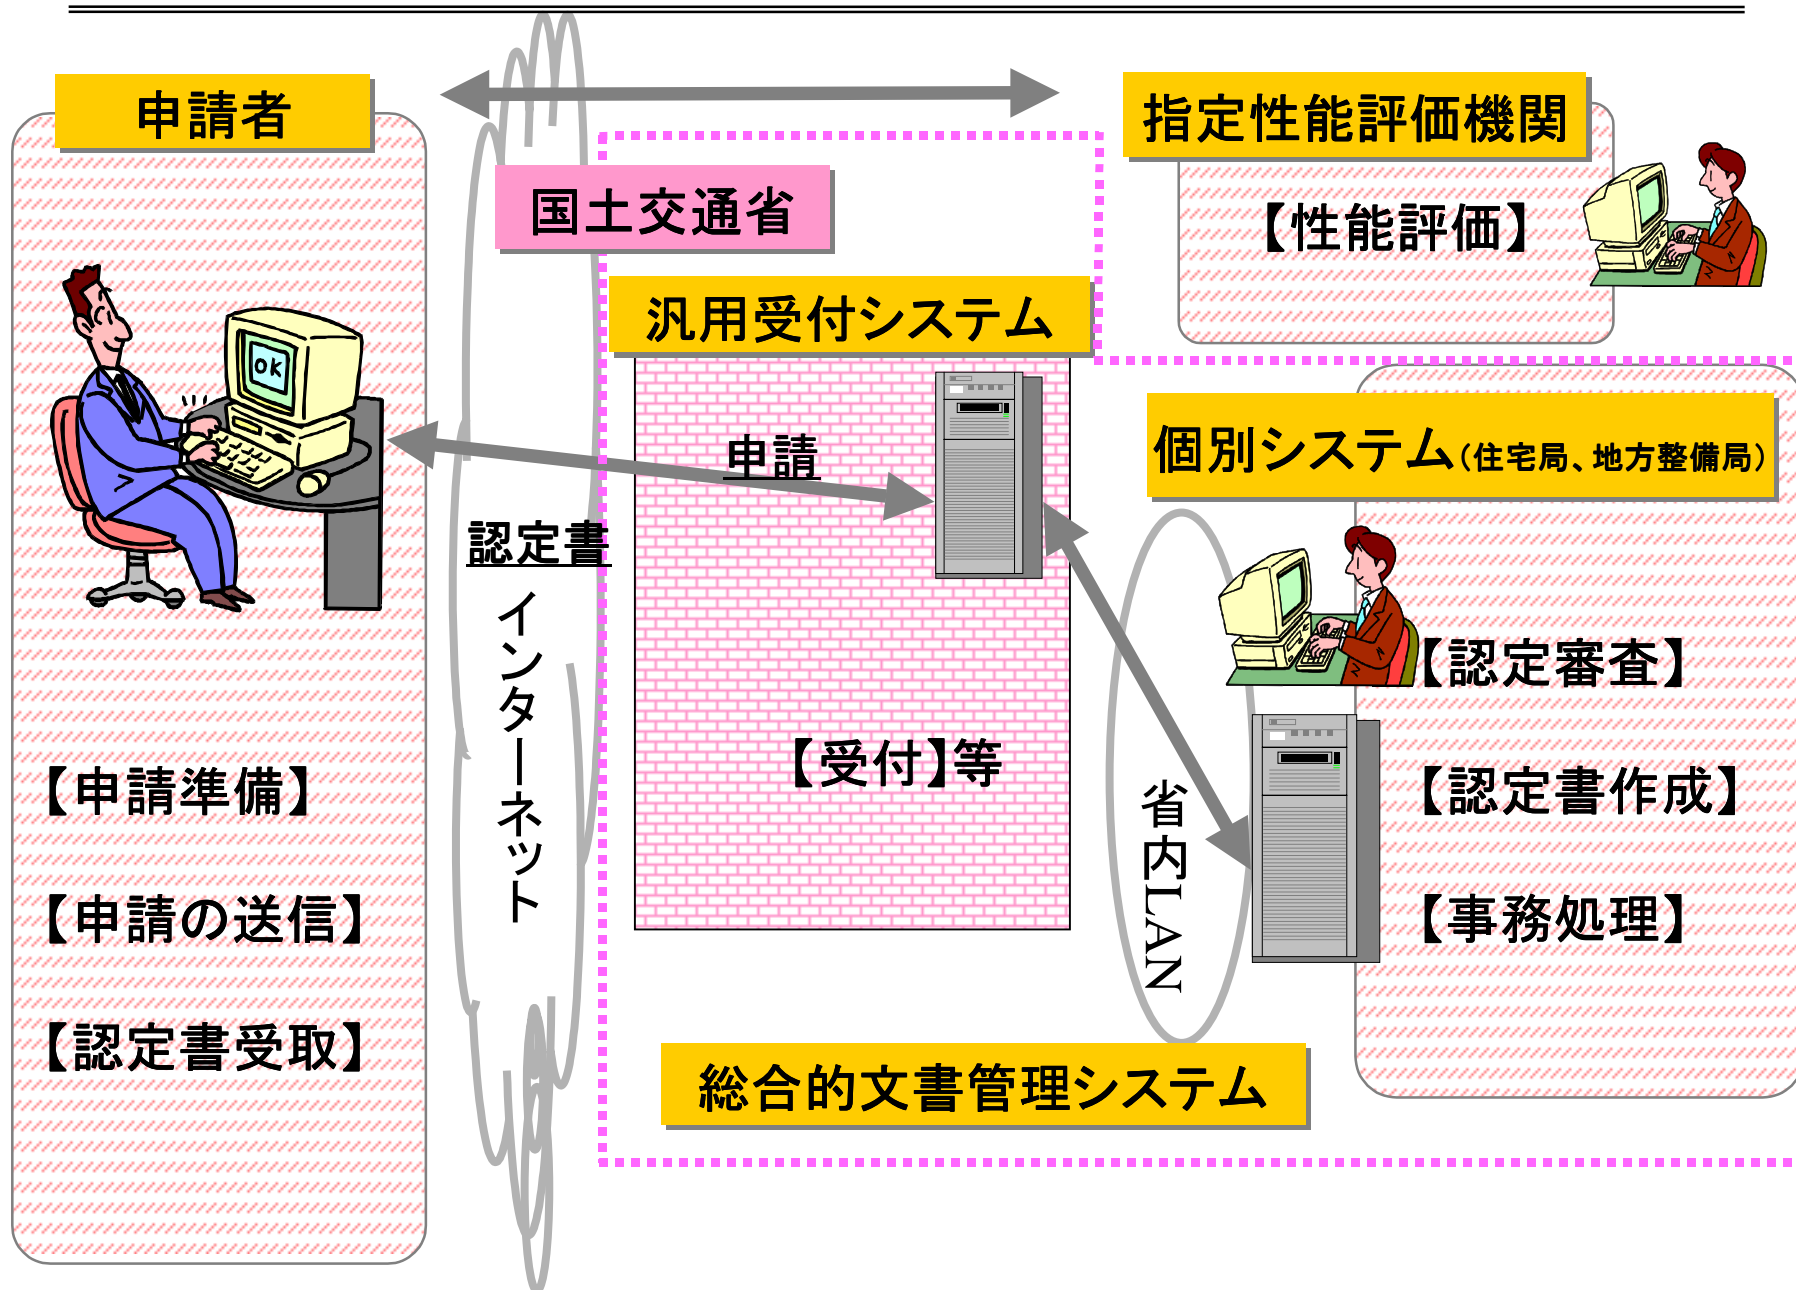 申請者
指定性能評価機関
国土交通省
【性能評価】
汎用受付システム
OK
個別システム(住宅局、地方整備局)
申請
認定書
インターネット
【認定審査】
【受付】等
【申請準備】
【認定書作成】
省内LAN
【申請の送信】
【事務処理】
【認定書受取】
総合的文書管理システム